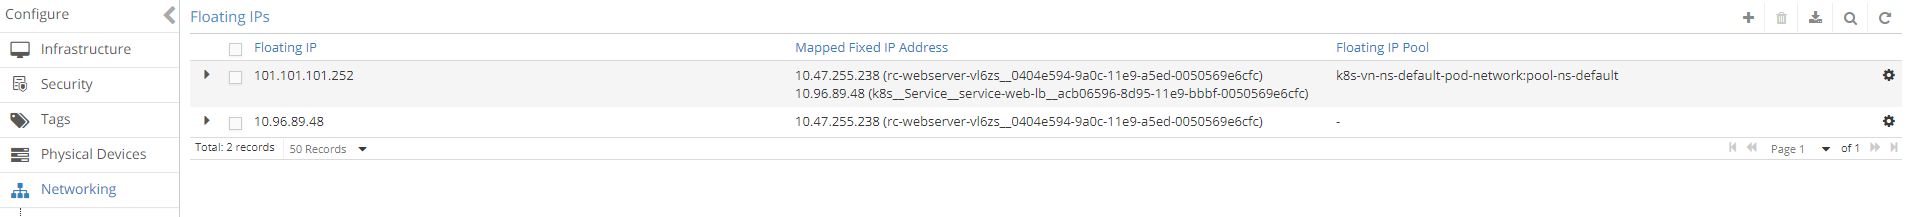 Configure
Infrastructure
Security
Tags
Physical Devices
Networking
Floating IPs
Floating IP Mapped Fixed IP Address Floating IP Pool
101.101.101.252 10.47.255.238 (rc-webserver-vl6zs__0404e594-9a0c-11e9-a5ed-0050569e6cfc) k8s-vn-ns-default-pod-network:pool-ns-default
10.96.89.48 (k8s__Service__service-web-lb__acb06596-8d95-11e9-bbbf-0050569e6cfc)
10.96.89.48 10.47.255.238 (rc-webserver-vl6zs__0404e594-9a0c-11e9-a5ed-0050569e6cfc) -
Total: 2 records 50 Records Page 1 of 1